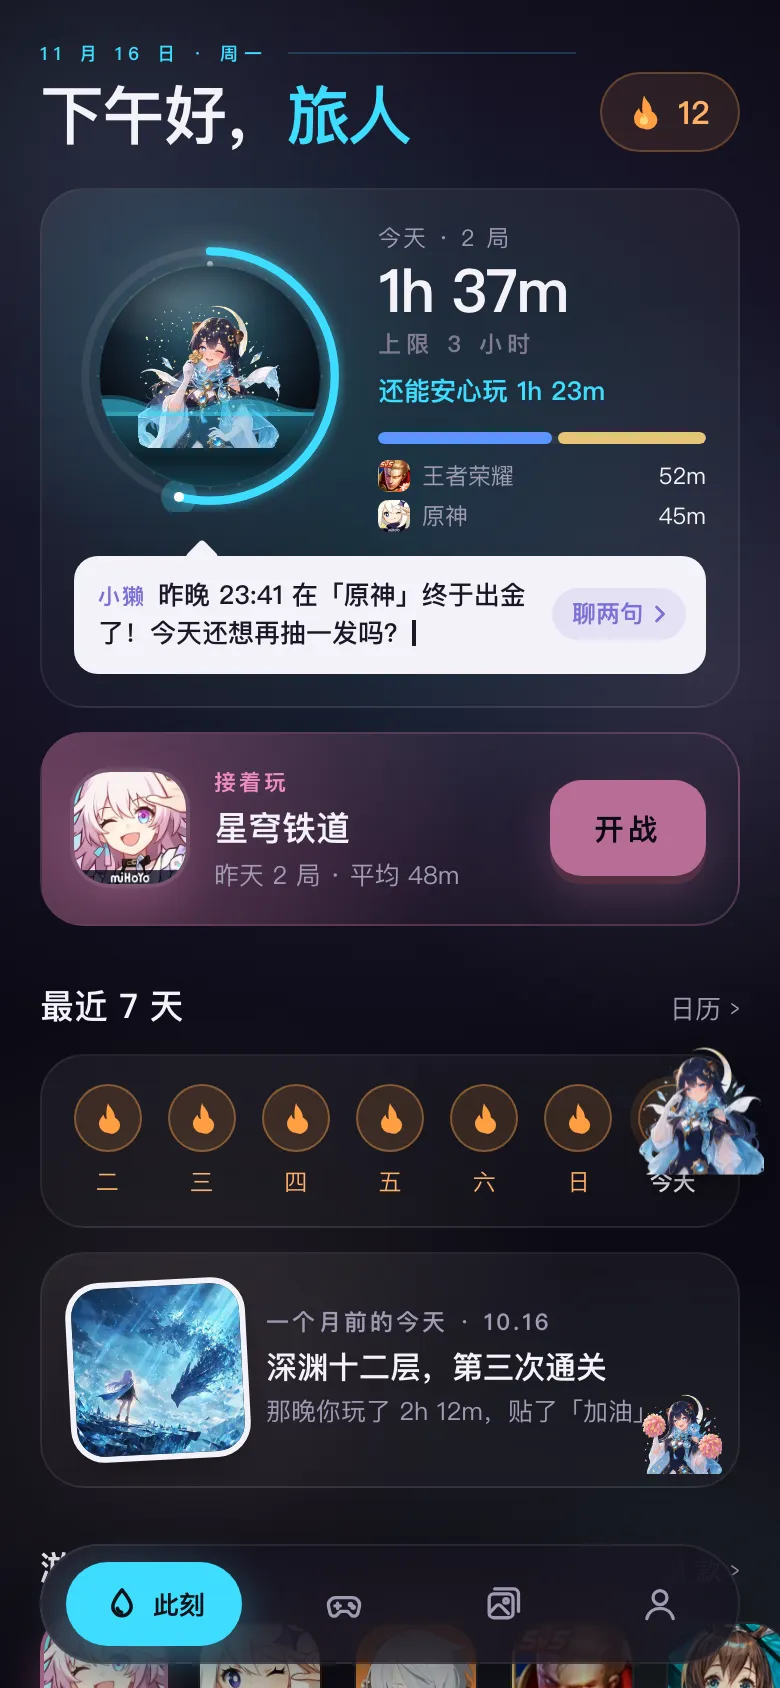 11 月 16 日 · 周一
下午好，旅人
12
今天 · 2 局
1h 37m
上限 3 小时
还能安心玩 1h 23m
王者荣耀 52m
原神 45m
小獭 昨晚 23:41 在「原神」终于出金
了！今天还想再抽一发吗？
聊两句 >
接着玩
星穹铁道
昨天 2 局 · 平均 48m
开战
miHoYo
最近 7 天
日历 >
二 三 四 五 六 日 今天
一个月前的今天 · 10.16
深渊十二层，第三次通关
那晚你玩了 2h 12m，贴了「加油」
款 >
此刻